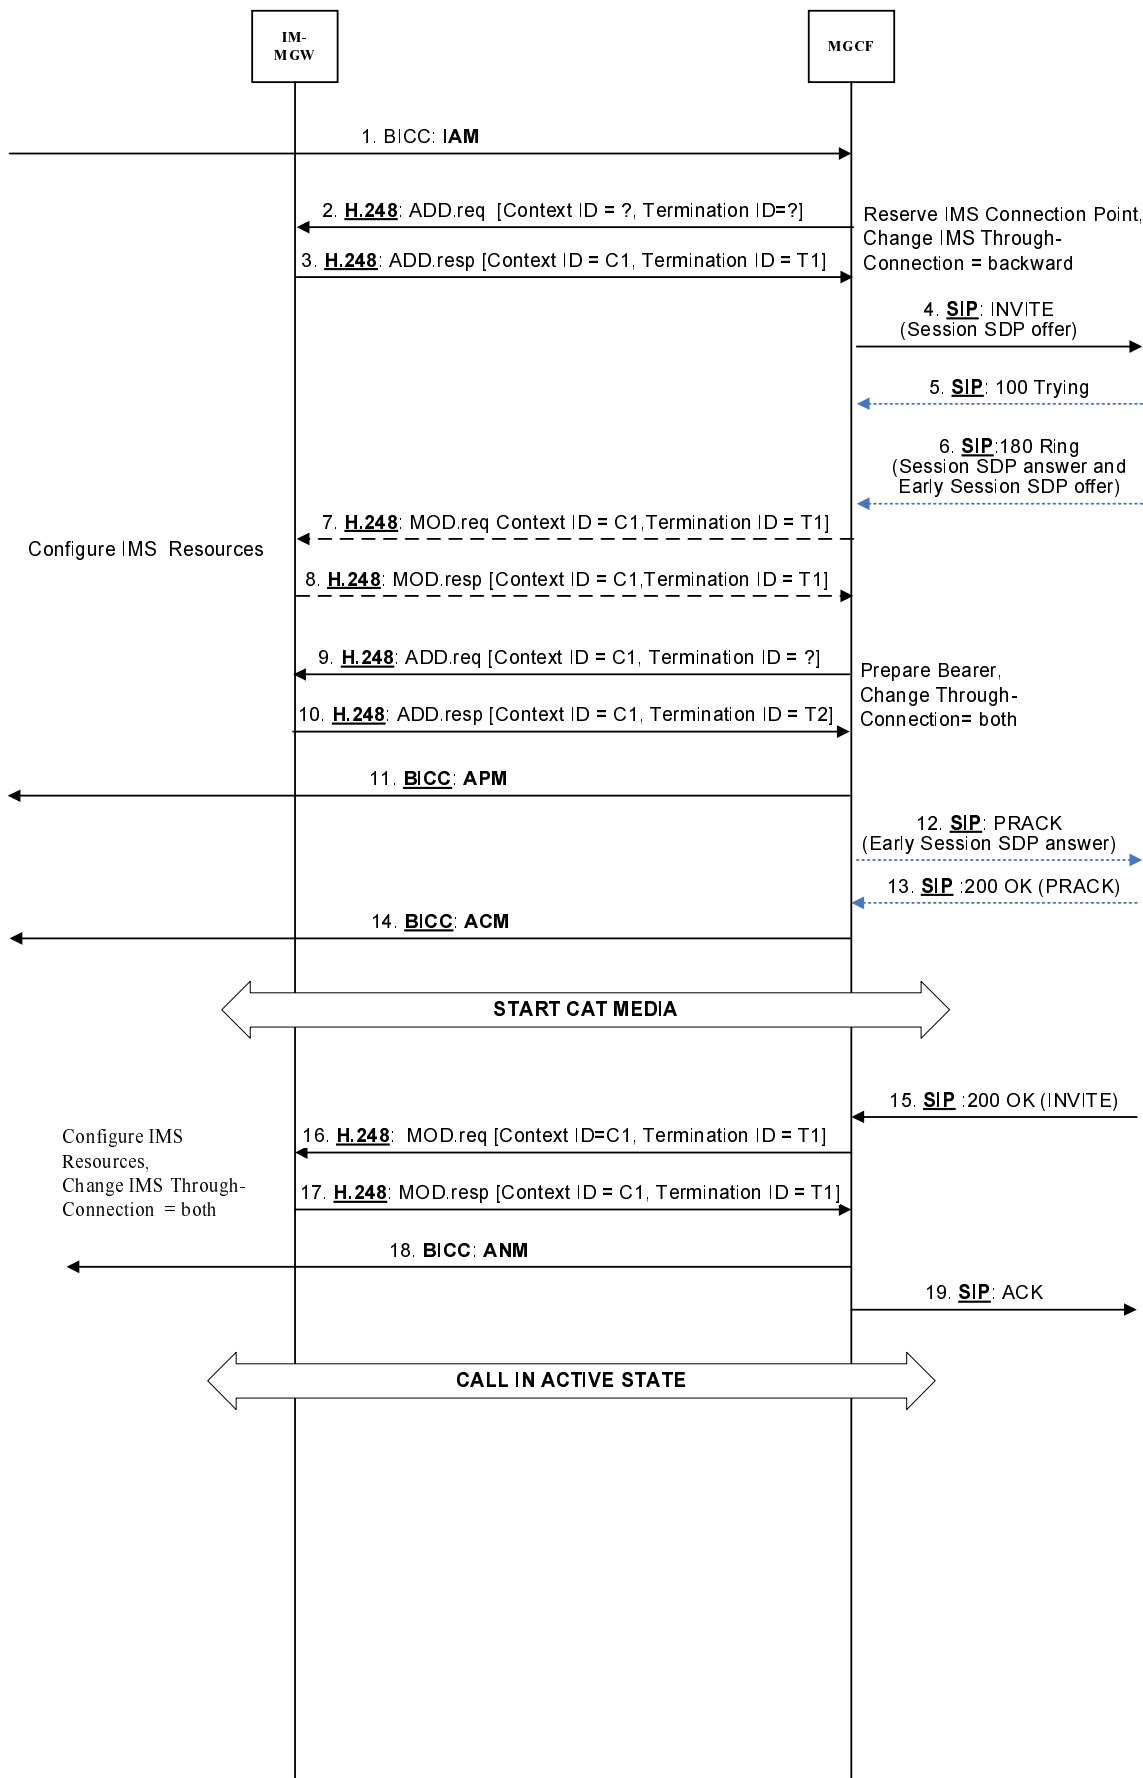 IM-
MGW
MGCF
1. BICC: IAM
2. H.248: ADD.req [Context ID = ?, Termination ID=?]
Reserve IMS Connection Point,
Change IMS Through-
Connection = backward
3. H.248: ADD.resp [Context ID = C1, Termination ID = T1]
4. SIP: INVITE
(Session SDP offer)
5. SIP: 100 Trying
6. SIP:180 Ring
(Session SDP answer and
Early Session SDP offer)
7. H.248: MOD.req Context ID = C1,Termination ID = T1]
Configure IMS Resources
8. H.248: MOD.resp [Context ID = C1,Termination ID = T1]
9. H.248: ADD.req [Context ID = C1, Termination ID = ?]
Prepare Bearer,
Change Through-
Connection= both
10. H.248: ADD.resp [Context ID = C1, Termination ID = T2]
11. BICC: APM
12. SIP: PRACK
(Early Session SDP answer)
13. SIP :200 OK (PRACK)
14. BICC: ACM
START CAT MEDIA
15. SIP :200 OK (INVITE)
16. H.248: MOD.req [Context ID=C1, Termination ID = T1]
Configure IMS
Resources,
Change IMS Through-
Connection = both
17. H.248: MOD.resp [Context ID = C1, Termination ID = T1]
18. BICC: ANM
19. SIP: ACK
CALL IN ACTIVE STATE